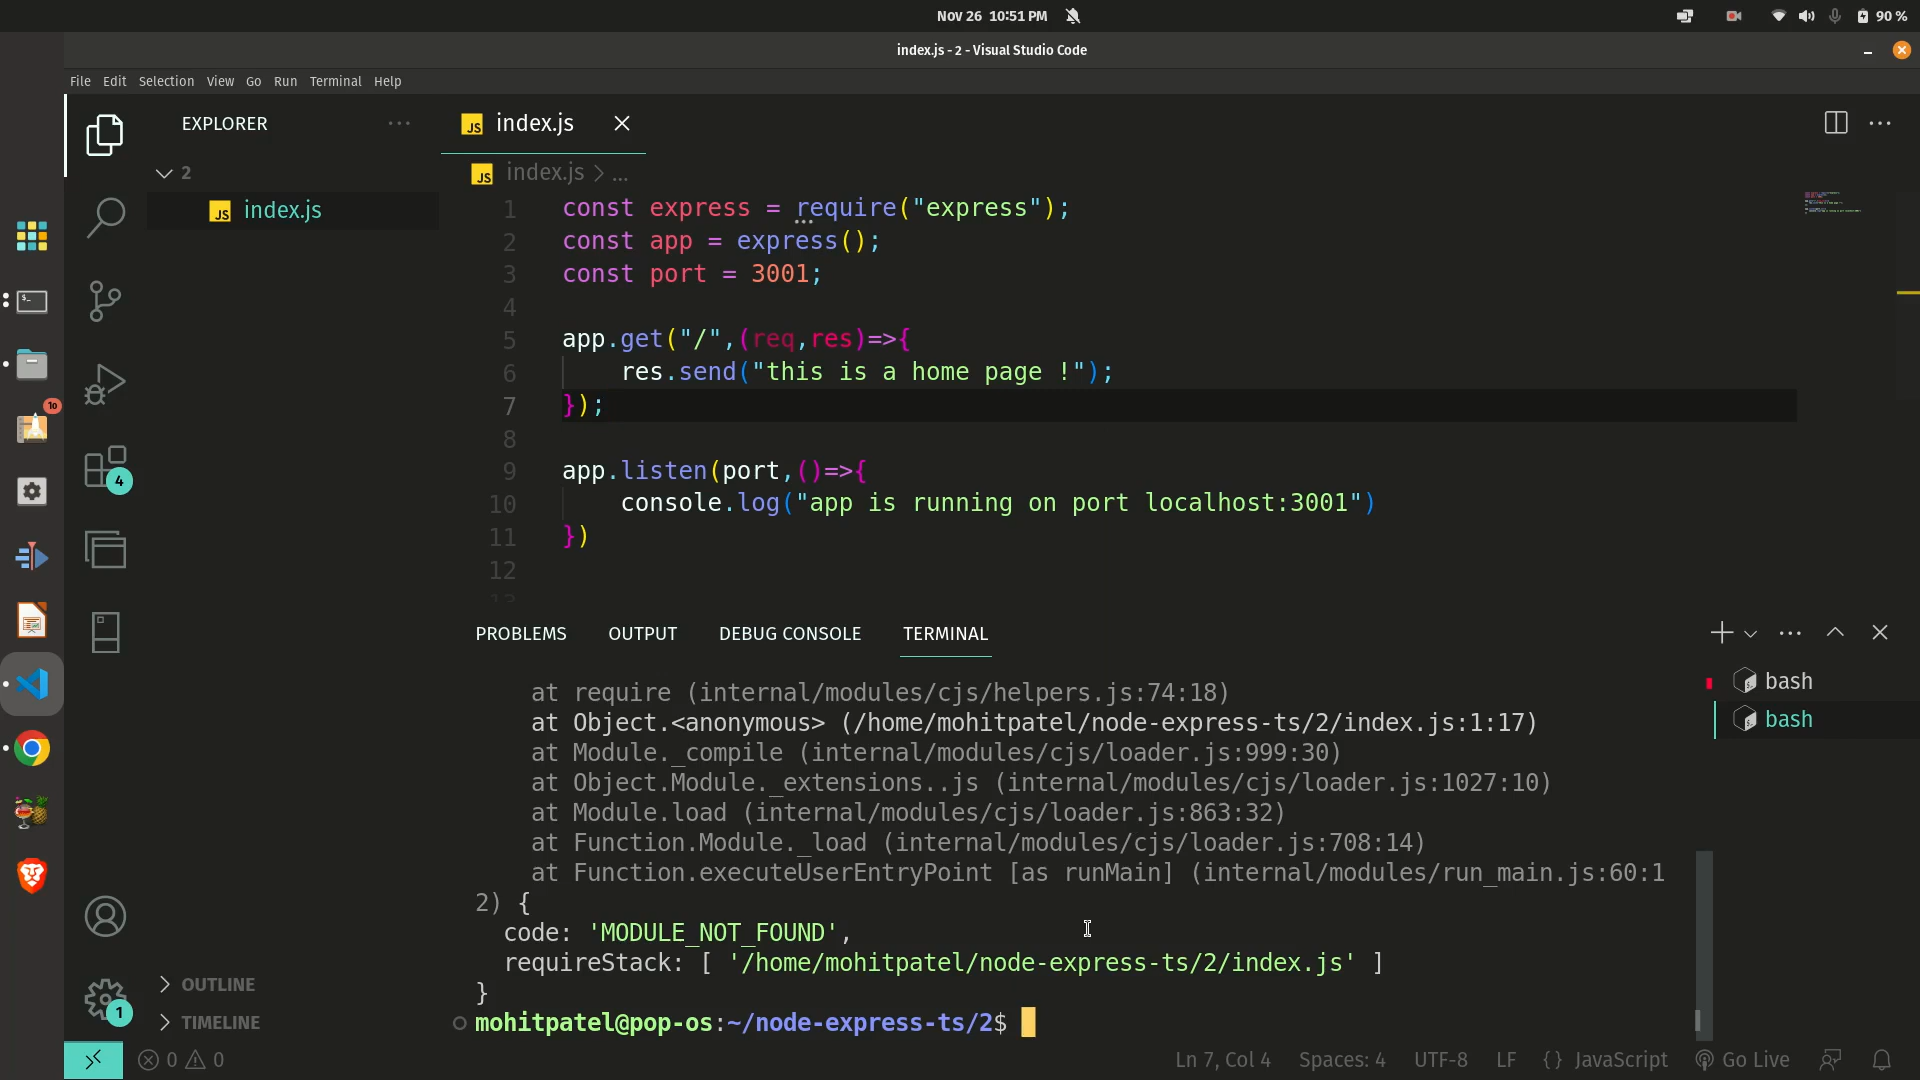 Nov 26 10:51 PM
90 %
index.js - 2 - Visual Studio Code
File Edit Selection View Go Run Terminal Help
EXPLORER
JS index.js
2
JS index.js > ...
JS index.js
1 const express = require("express");
2 const app = express();
3 const port = 3001;
4
5 app.get("/",(req,res)=>{
6 res.send("this is a home page !");
7 });
8
9 app.listen(port,()=>{
10 console.log("app is running on port localhost:3001")
11 })
12
13
10
4
PROBLEMS OUTPUT DEBUG CONSOLE TERMINAL
at require (internal/modules/cjs/helpers.js:74:18)
at Object.<anonymous> (/home/mohitpatel/node-express-ts/2/index.js:1:17)
at Module._compile (internal/modules/cjs/loader.js:999:30)
at Object.Module._extensions..js (internal/modules/cjs/loader.js:1027:10)
at Module.load (internal/modules/cjs/loader.js:863:32)
at Function.Module._load (internal/modules/cjs/loader.js:708:14)
at Function.executeUserEntryPoint [as runMain] (internal/modules/run_main.js:60:1
2) {
code: 'MODULE_NOT_FOUND',
requireStack: [ '/home/mohitpatel/node-express-ts/2/index.js' ]
}
mohitpatel@pop-os:~/node-express-ts/2$
bash
bash
OUTLINE
1
TIMELINE
0 0
Ln 7, Col 4 Spaces: 4 UTF-8 LF {} JavaScript Go Live